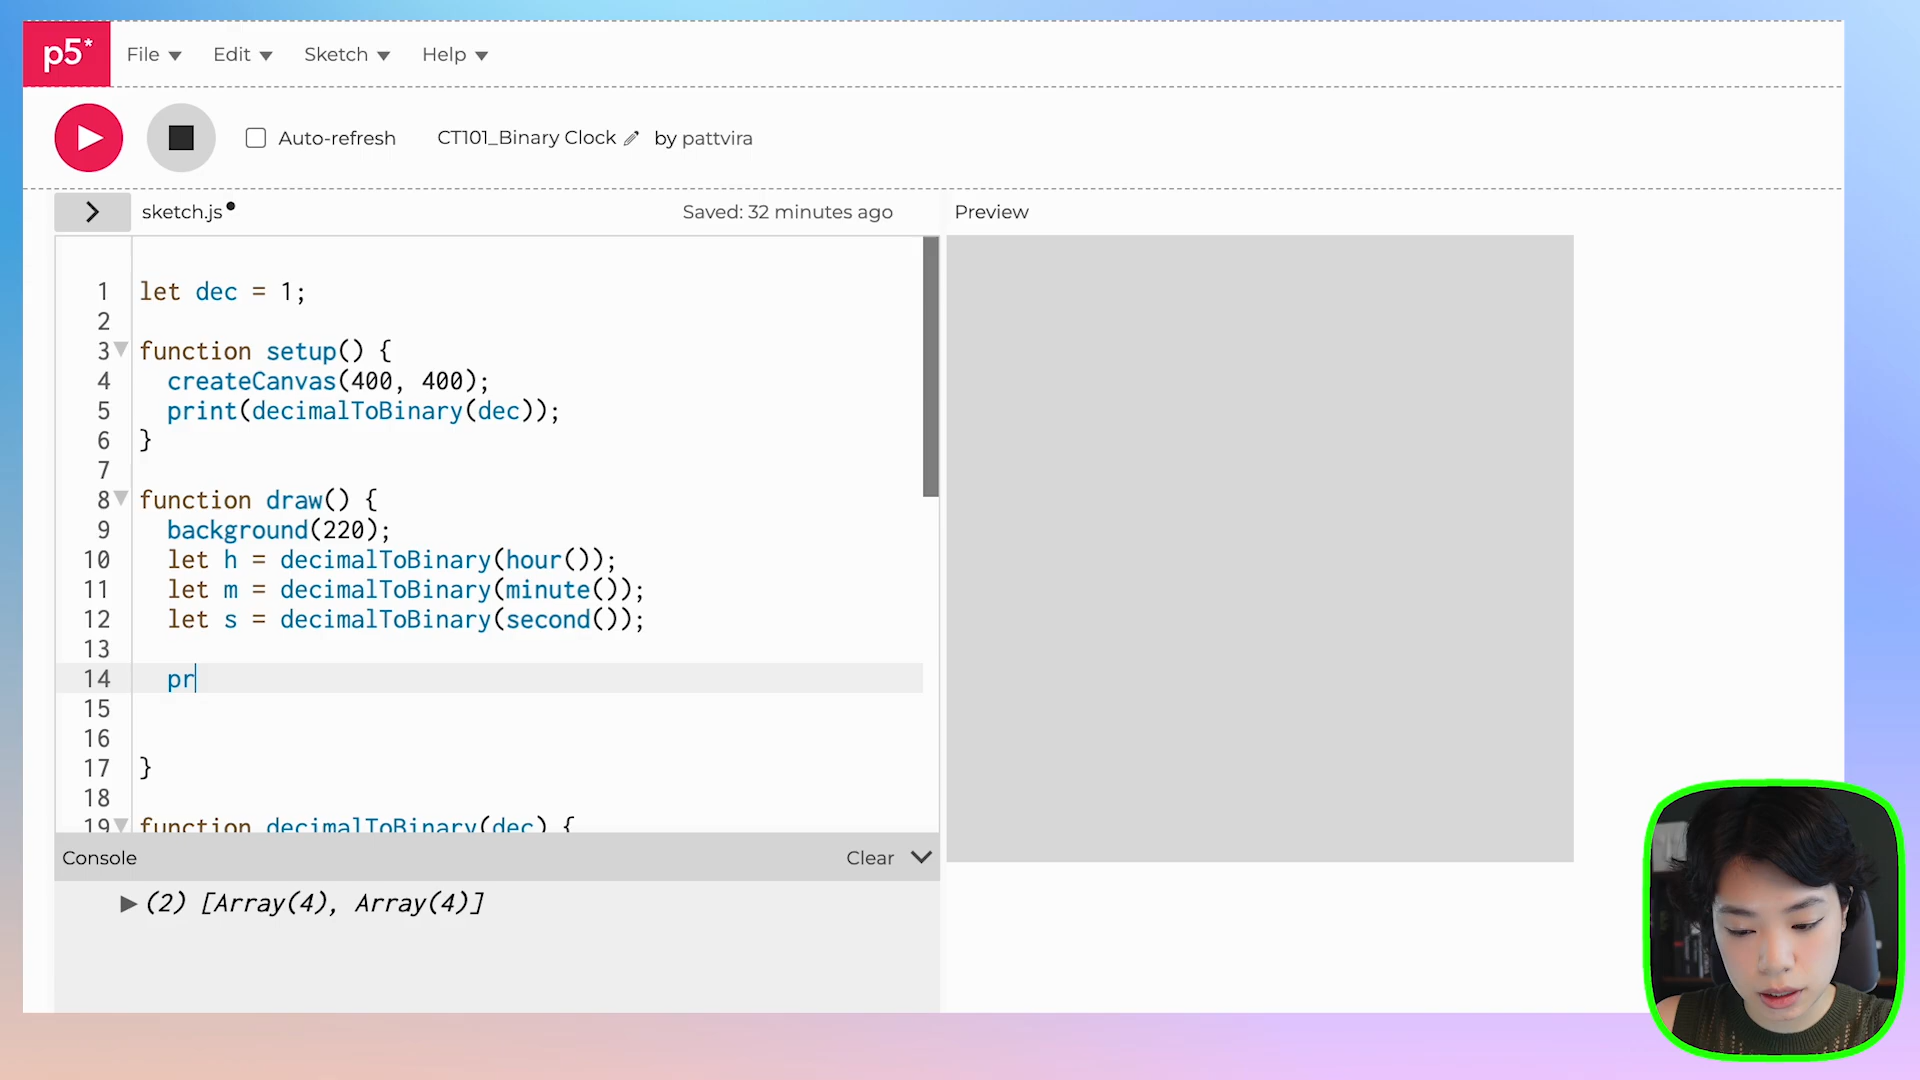 p5*
File Edit Sketch Help
Auto-refresh CT101_Binary Clock by pattvira
sketch.js Saved: 32 minutes ago Preview
1 let dec = 1;
2
3 function setup() {
4 createCanvas(400, 400);
5 print(decimalToBinary(dec));
6 }
7
8 function draw() {
9 background(220);
10 let h = decimalToBinary(hour());
11 let m = decimalToBinary(minute());
12 let s = decimalToBinary(second());
13
14 pr
15
16
17 }
18
19 function decimalToBinary(dec) {
Console Clear
(2) [Array(4), Array(4)]